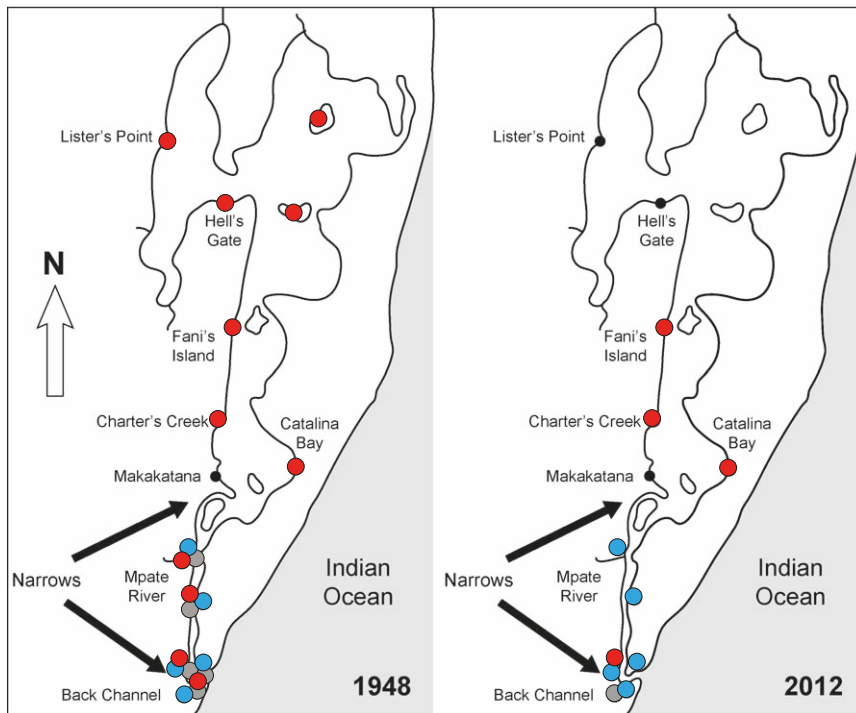 Lister's Point
Hell's
Gate
N
Fani's
Island
Charter's Creek
Catalina
Bay
Makakatana
Narrows
Mpate
River
Indian
Ocean
Back Channel
1948
Lister's Point
Hell's
Gate
Fani's
Island
Charter's Creek
Catalina
Bay
Makakatana
Narrows
Mpate
River
Indian
Ocean
Back Channel
2012